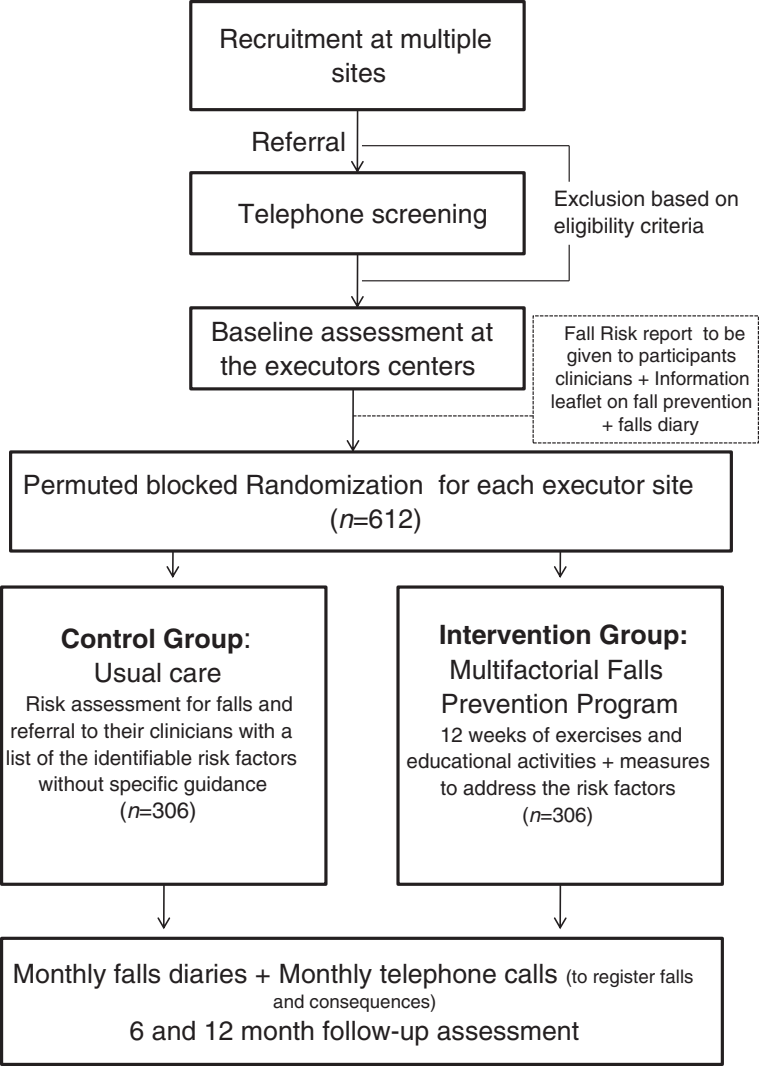 Recruitment at multiple
sites
Referral
Telephone screening
Exclusion based on
eligibility criteria
Baseline assessment at
the executors centers
Fall Risk report to be
given to participants
clinicians + Information
leaflet on fall prevention
+ falls diary
Permuted blocked Randomization for each executor site
(n=612)
Control Group:
Usual care
Risk assessment for falls and
referral to their clinicians with a
list of the identifiable risk factors
without specific guidance
(n=306)
Intervention Group:
Multifactorial Falls
Prevention Program
12 weeks of exercises and
educational activities + measures
to address the risk factors
(n=306)
Monthly falls diaries + Monthly telephone calls (to register falls
and consequences)
6 and 12 month follow-up assessment